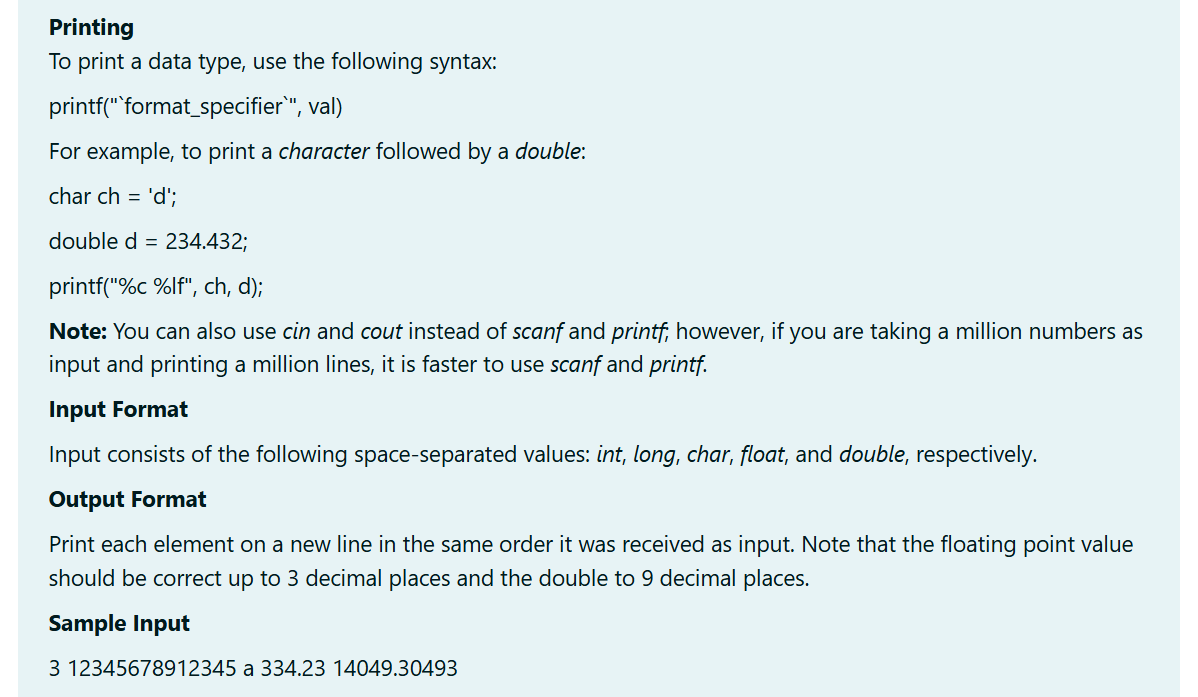 Printing
To print a data type, use the following syntax:
printf("`format_specifier`", val)
For example, to print a character followed by a double:
char ch = 'd';
double d = 234.432;
printf("%c %lf", ch, d);
Note: You can also use cin and cout instead of scanf and printf; however, if you are taking a million numbers as
input and printing a million lines, it is faster to use scanf and printf.
Input Format
Input consists of the following space-separated values: int, long, char, float, and double, respectively.
Output Format
Print each element on a new line in the same order it was received as input. Note that the floating point value
should be correct up to 3 decimal places and the double to 9 decimal places.
Sample Input
3 12345678912345 a 334.23 14049.30493